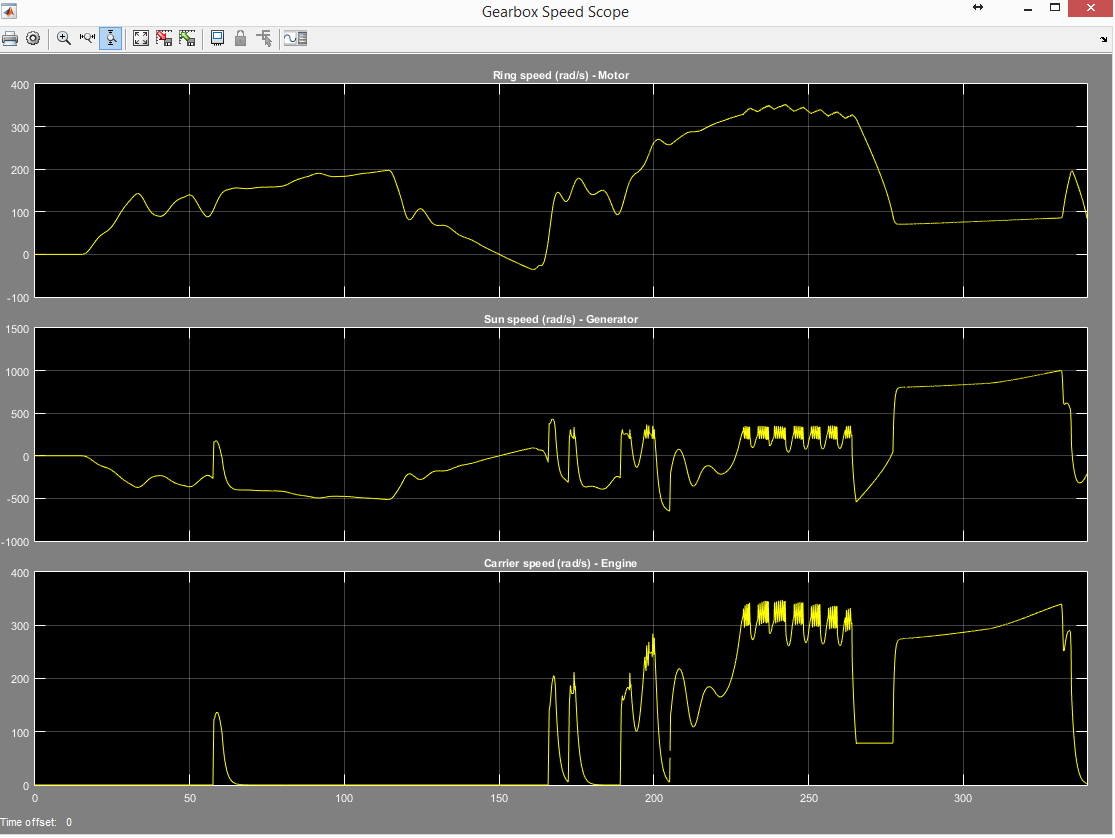 Gearbox Speed Scope
Ring speed (rad/s) - Motor
400
300
200
100
0
-100
Sun speed (rad/s) - Generator
1500
1000
500
0
-500
-1000
Carrier speed (rad/s) - Engine
400
300
200
100
0
0 50 100 150 200 250 300
Time offset: 0